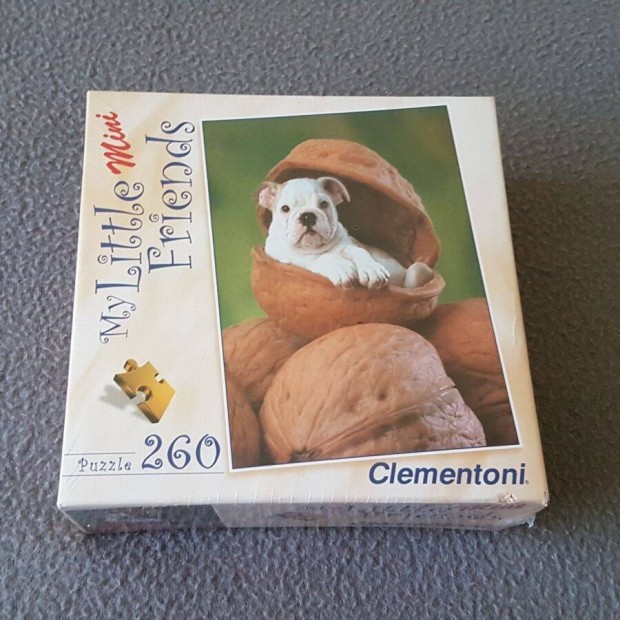 My Little
Mini
Friends
Puzzle 260
Clementoni